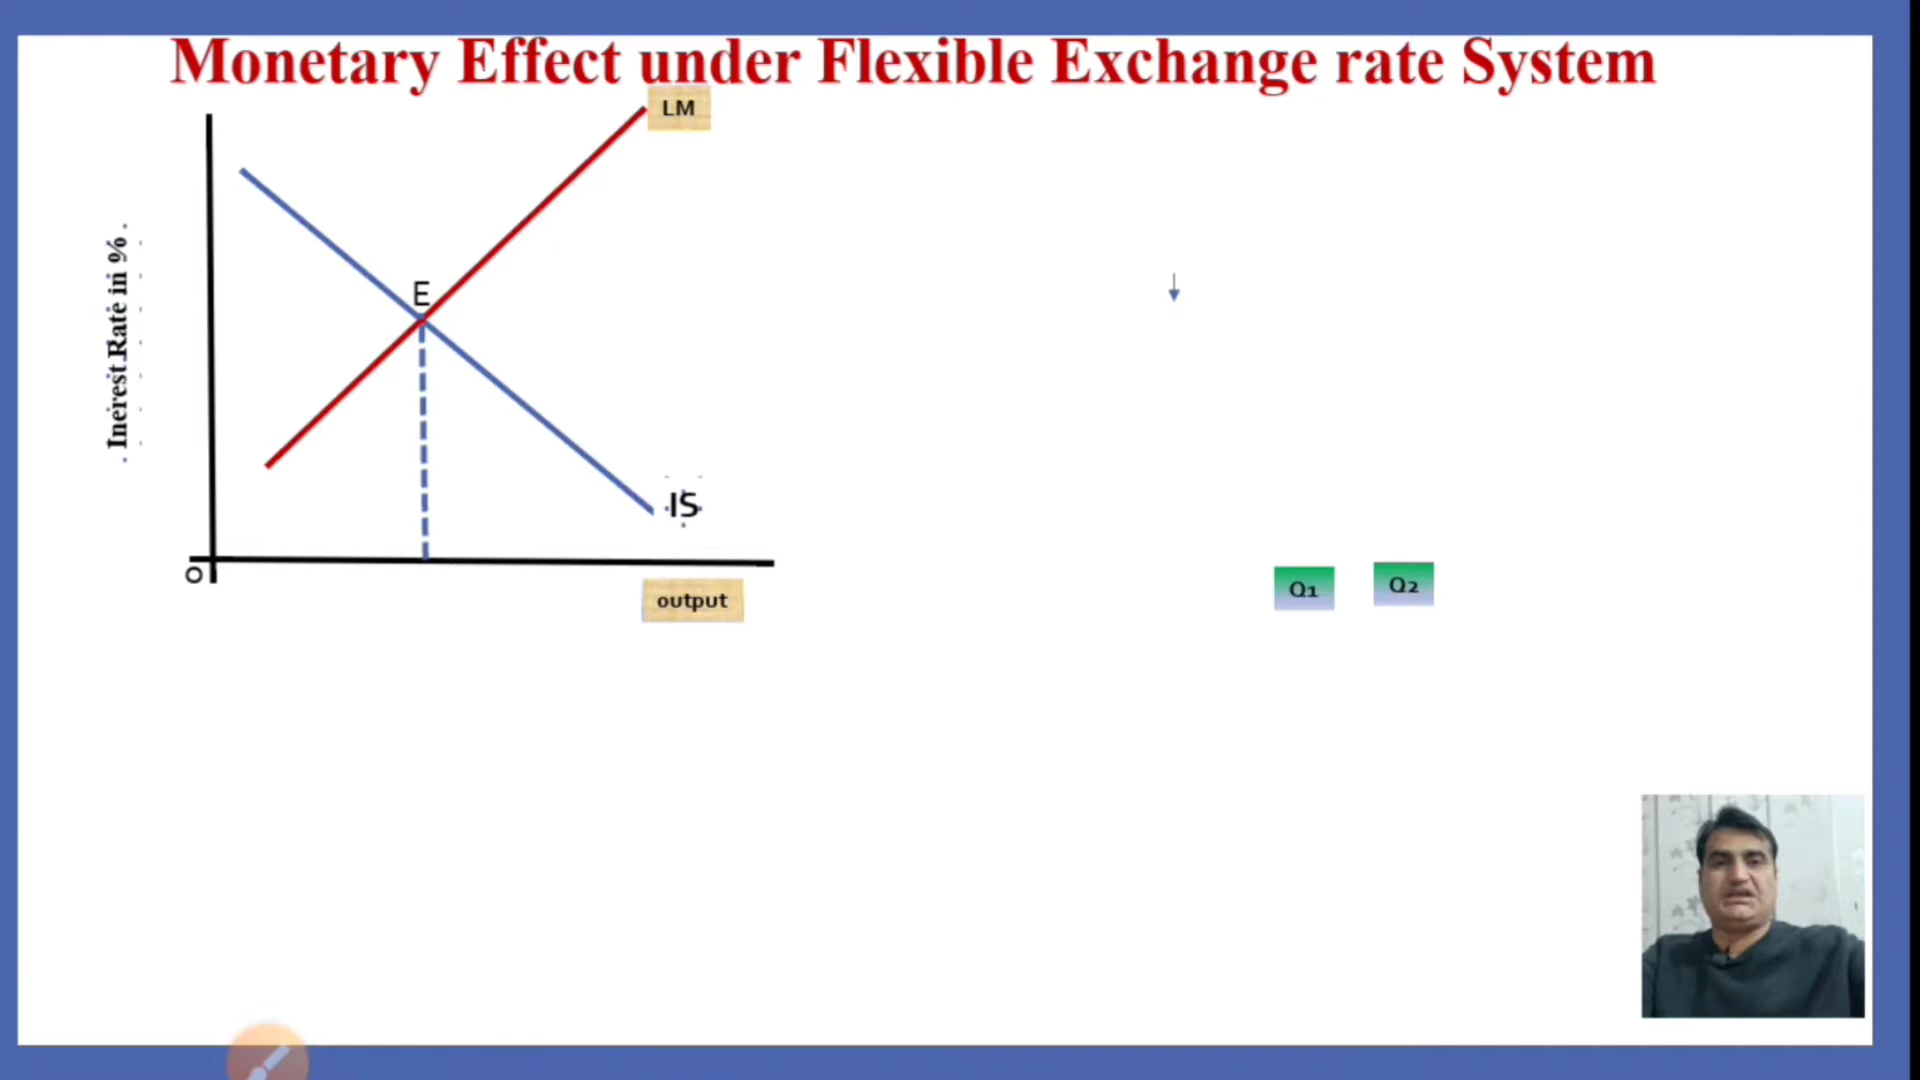 Monetary Effect under Flexible Exchange rate System
LM
Inerest Rate in %
E
IS
O
output
Q1
Q2